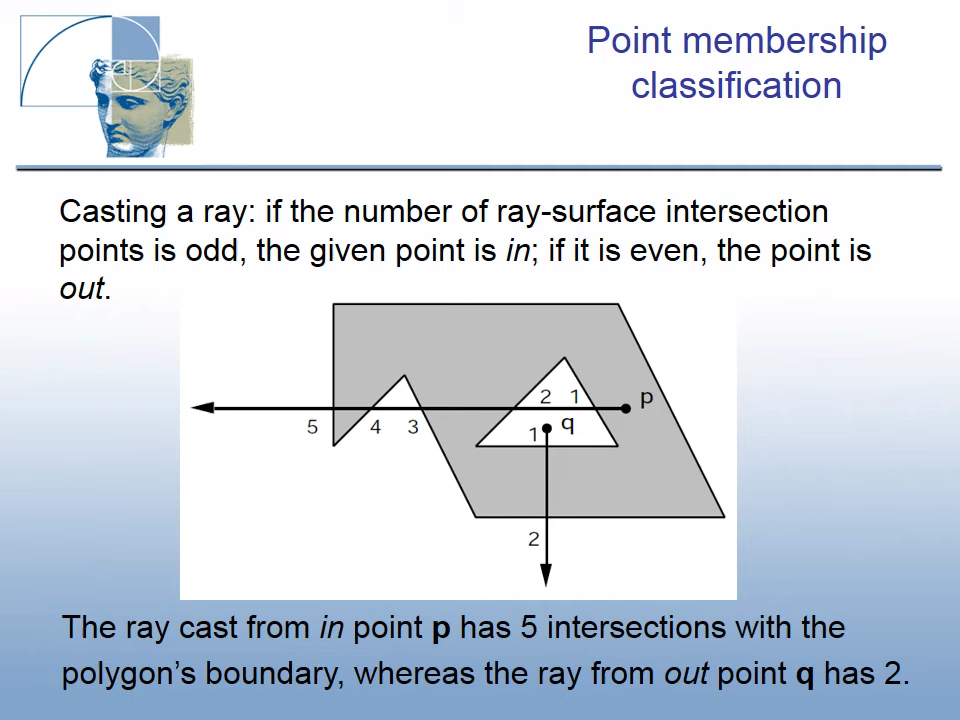 Point membership
classification
Casting a ray: if the number of ray-surface intersection
points is odd, the given point is in; if it is even, the point is
out.
2 1 p
5 4 3 1 q
2
The ray cast from in point p has 5 intersections with the
polygon’s boundary, whereas the ray from out point q has 2.